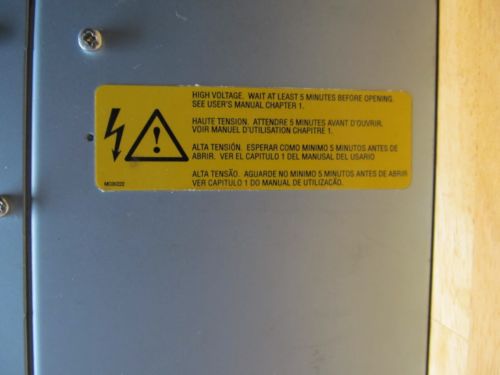 HIGH VOLTAGE. WAIT AT LEAST 5 MINUTES BEFORE OPENING.
SEE USER'S MANUAL CHAPTER 1.
HAUTE TENSION. ATTENDRE 5 MINUTES AVANT D'OUVRIR.
VOIR MANUEL D'UTILISATION CHAPITRE 1.
ALTA TENSIÓN. ESPERAR COMO MINIMO 5 MINUTOS ANTES DE
ABRIR. VER EL CAPITULO 1 DEL MANUSAL DEL USARIO
ALTA TENSÃO. AGUARDE NO MINIMO 5 MINUTOS ANTES DE ABRIR
VER CAPITULO 1 DO MANUAL DE UTILIZAÇÃO.